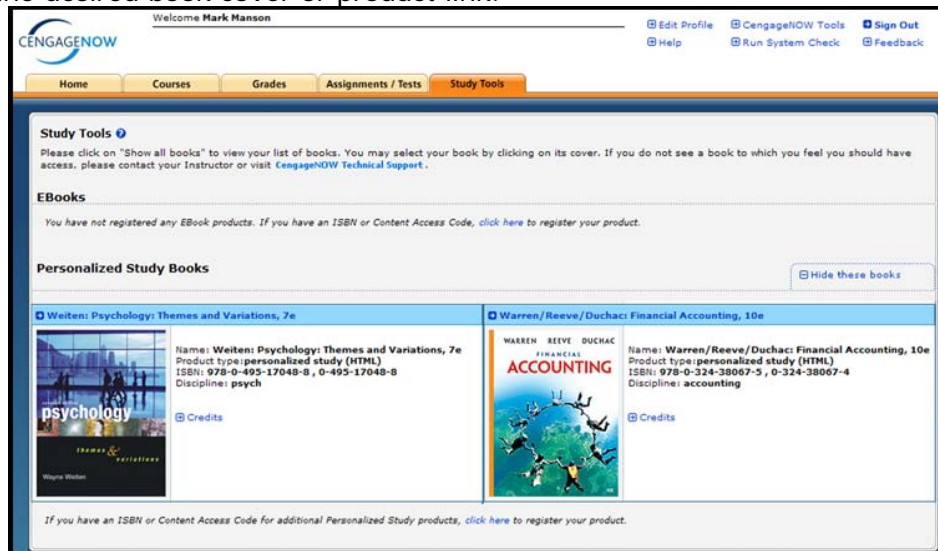 the desired book cover or product link.
Welcome Mark Manson
Edit Profile
CengageNOW Tools
Sign Out
CENGAGENOW
Help
Run System Check
Feedback
Home
Courses
Grades
Assignments / Tests
Study Tools
Study Tools
Please click on "Show all books" to view your list of books. You may select your book by clicking on its cover. If you do not see a book to which you feel you should have
access, please contact your Instructor or visit CengageNOW Technical Support .
EBooks
You have not registered any EBook products. If you have an ISBN or Content Access Code, click here to register your product.
Personalized Study Books
Hide these books
Weiten: Psychology: Themes and Variations, 7e
psychology
themes &
variations
Wayne Weiten
Name: Weiten: Psychology: Themes and Variations, 7e
Product type:personalized study (HTML)
ISBN: 978-0-495-17048-8 , 0-495-17048-8
Discipline: psych
Credits
Warren/Reeve/Duchac: Financial Accounting, 10e
WARREN REEVE DUCHAC
FINANCIAL
ACCOUNTING
Name: Warren/Reeve/Duchac: Financial Accounting, 10e
Product type:personalized study (HTML)
ISBN: 978-0-324-38067-5 , 0-324-38067-4
Discipline: accounting
Credits
If you have an ISBN or Content Access Code for additional Personalized Study products, click here to register your product.